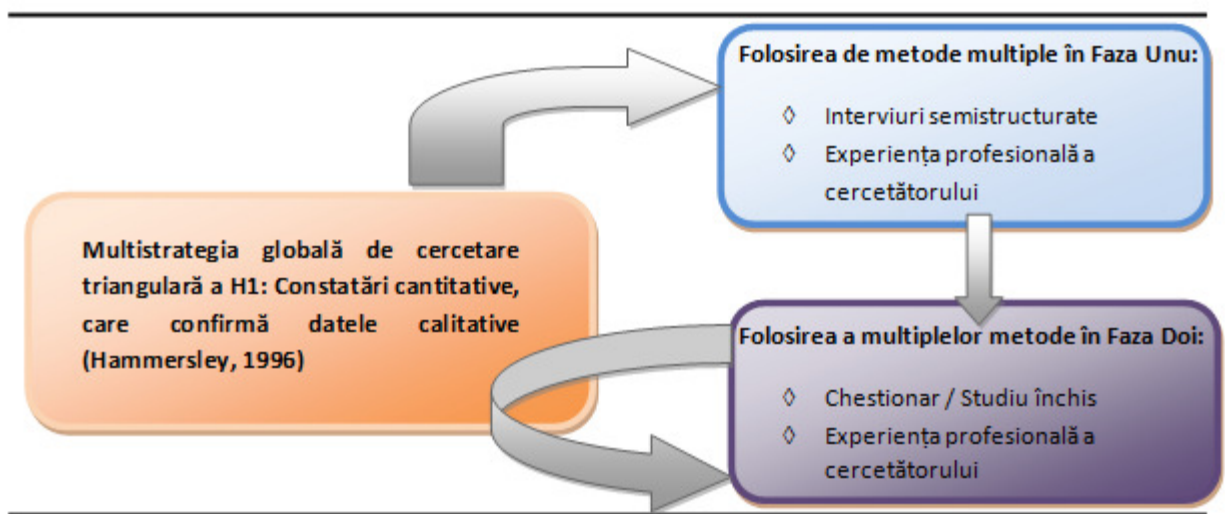 Multistrategia globală de cercetare
triangulară a H1: Constatări cantitative,
care confirmă datele calitative
(Hammersley, 1996)
Folosirea de metode multiple în Faza Unu:
◊ Interviuri semistructurate
◊ Experiența profesională a
cercetătorului
Folosirea a multiplelor metode în Faza Doi:
◊ Chestionar / Studiu închis
◊ Experiența profesională a
cercetătorului